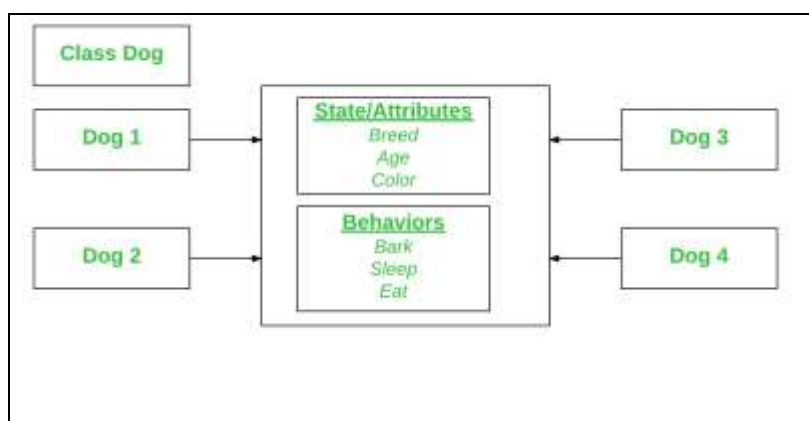 Class Dog
Dog 1
Dog 2
State/Attributes
Breed
Age
Color
Behaviors
Bark
Sleep
Eat
Dog 3
Dog 4